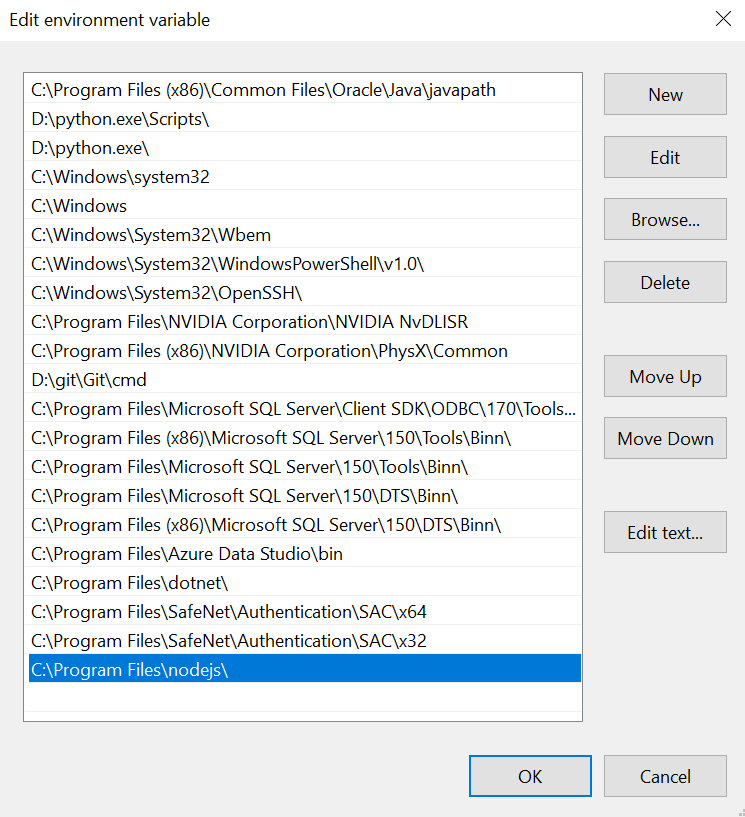 Edit environment variable
C:\Program Files (x86)\Common Files\Oracle\Java\javapath
D:\python.exe\Scripts\
D:\python.exe\
C:\Windows\system32
C:\Windows
C:\Windows\System32\Wbem
C:\Windows\System32\WindowsPowerShell\v1.0\
C:\Windows\System32\OpenSSH\
C:\Program Files\NVIDIA Corporation\NVIDIA NvDLISR
C:\Program Files (x86)\NVIDIA Corporation\PhysX\Common
D:\git\Git\cmd
C:\Program Files\Microsoft SQL Server\Client SDK\ODBC\170\Tools...
C:\Program Files (x86)\Microsoft SQL Server\150\Tools\Binn\
C:\Program Files\Microsoft SQL Server\150\Tools\Binn\
C:\Program Files\Microsoft SQL Server\150\DTS\Binn\
C:\Program Files (x86)\Microsoft SQL Server\150\DTS\Binn\
C:\Program Files\Azure Data Studio\bin
C:\Program Files\dotnet\
C:\Program Files\SafeNet\Authentication\SAC\x64
C:\Program Files\SafeNet\Authentication\SAC\x32
C:\Program Files\nodejs\
New
Edit
Browse...
Delete
Move Up
Move Down
Edit text...
OK
Cancel